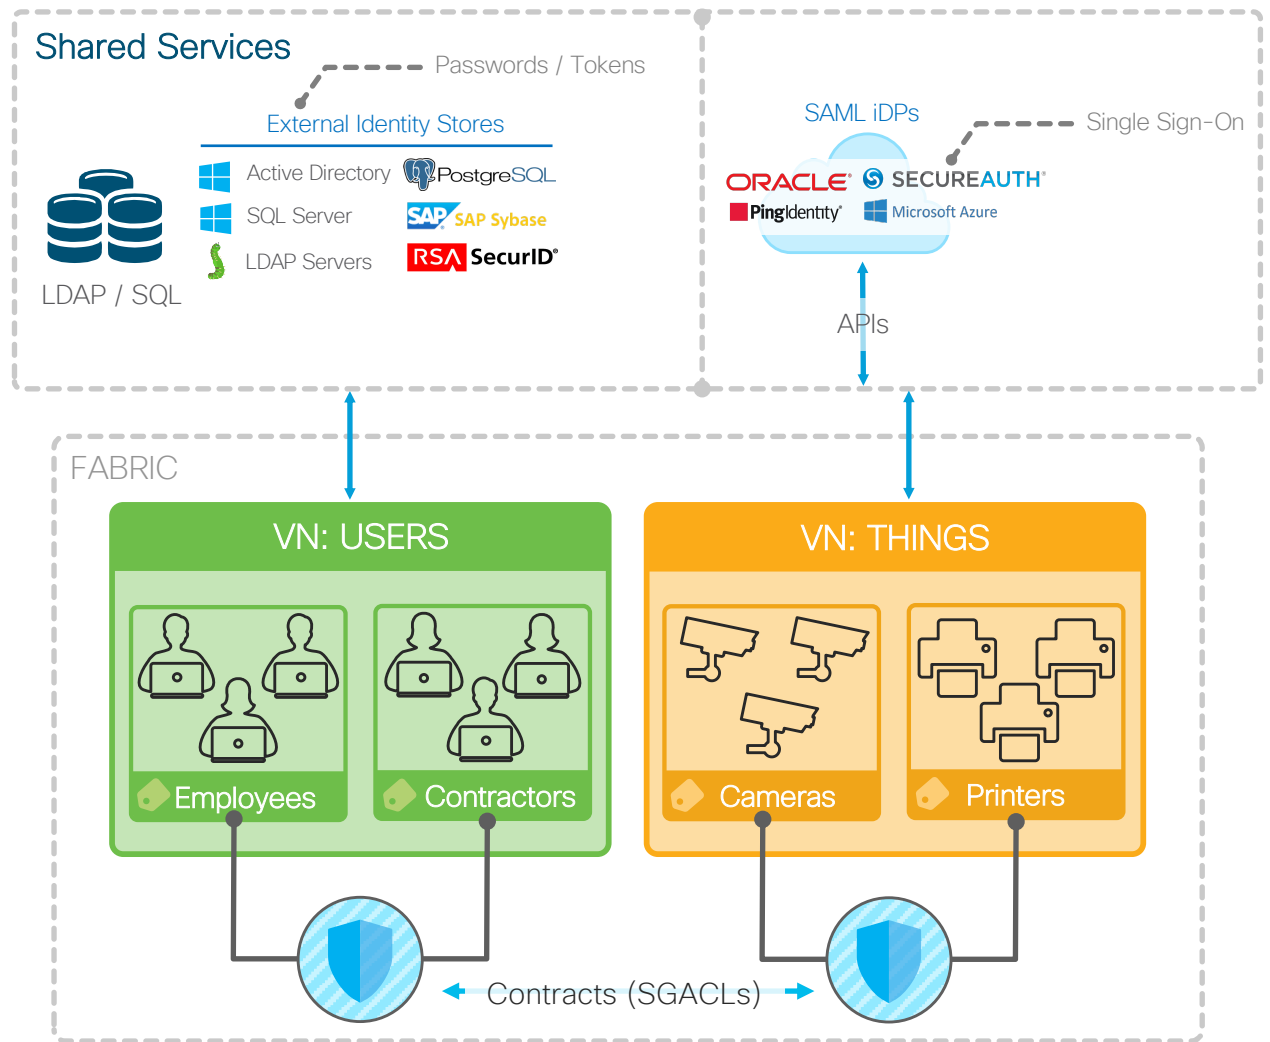 Shared Services
Passwords / Tokens
External Identity Stores
Active Directory
PostgreSQL
SQL Server
SAP SAP Sybase
LDAP Servers
RSA SecurID®
LDAP / SQL
SAML iDPs
Single Sign-On
ORACLE®
SECUREAUTH®
PingIdentity®
Microsoft Azure
APIs
FABRIC
VN: USERS
VN: THINGS
Employees
Contractors
Cameras
Printers
Contracts (SGACLs)